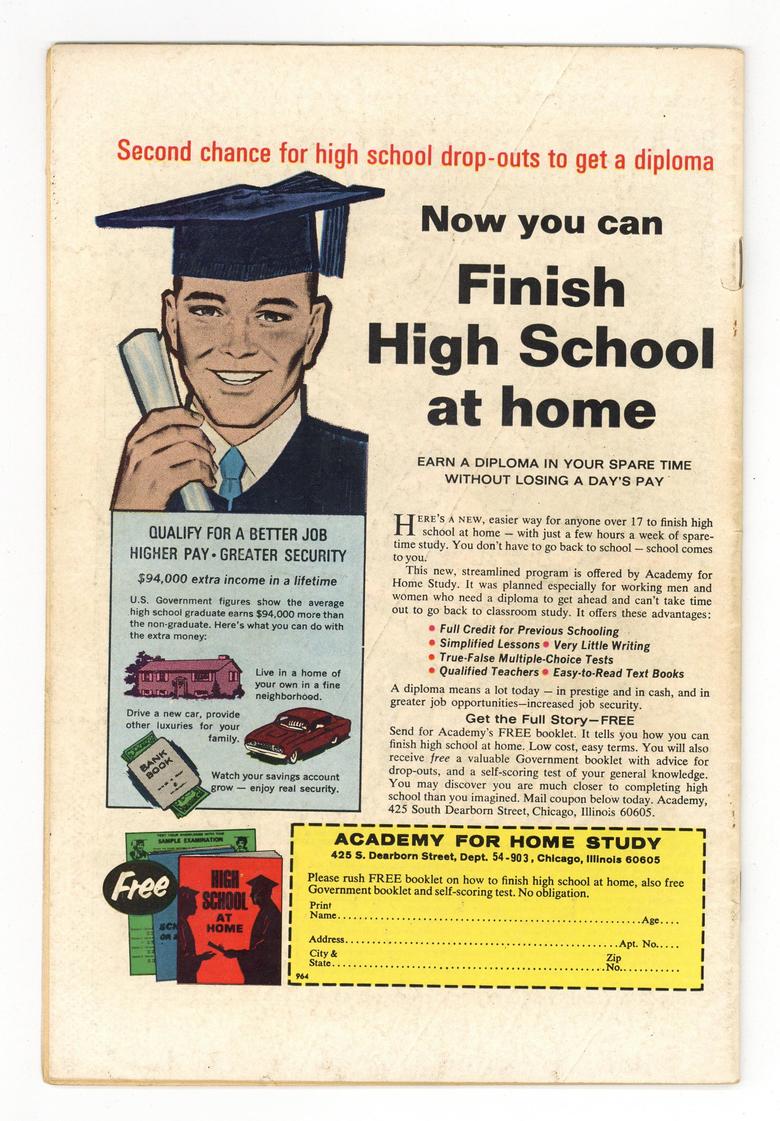 Second chance for high school drop-outs to get a diploma
Now you can
Finish
High School
at home
EARN A DIPLOMA IN YOUR SPARE TIME
WITHOUT LOSING A DAY'S PAY
QUALIFY FOR A BETTER JOB
HIGHER PAY • GREATER SECURITY
$94,000 extra income in a lifetime
U.S. Government figures show the average
high school graduate earns $94,000 more than
the non-graduate. Here's what you can do with
the extra money:
Live in a home of
your own in a fine
neighborhood.
Drive a new car, provide
other luxuries for your
family.
BANK
BOOK
Watch your savings account
grow — enjoy real security.
HERE'S A NEW, easier way for anyone over 17 to finish high
school at home — with just a few hours a week of spare-
time study. You don't have to go back to school — school comes
to you.
This new, streamlined program is offered by Academy for
Home Study. It was planned especially for working men and
women who need a diploma to get ahead and can't take time
out to go back to classroom study. It offers these advantages:
• Full Credit for Previous Schooling
• Simplified Lessons • Very Little Writing
• True-False Multiple-Choice Tests
• Qualified Teachers • Easy-to-Read Text Books
A diploma means a lot today — in prestige and in cash, and in
greater job opportunities—increased job security.
Get the Full Story—FREE
Send for Academy's FREE booklet. It tells you how you can
finish high school at home. Low cost, easy terms. You will also
receive free a valuable Government booklet with advice for
drop-outs, and a self-scoring test of your general knowledge.
You may discover you are much closer to completing high
school than you imagined. Mail coupon below today. Academy,
425 South Dearborn Street, Chicago, Illinois 60605.
SAMPLE EXAMINATION
Free
HIGH
SCHOOL
AT
HOME
ACADEMY FOR HOME STUDY
425 S. Dearborn Street, Dept. 54-903, Chicago, Illinois 60605
Please rush FREE booklet on how to finish high school at home, also free
Government booklet and self-scoring test. No obligation.
Print
Name..........Age....
Address..........Apt. No.....
City & Zip
State..........No..........
964